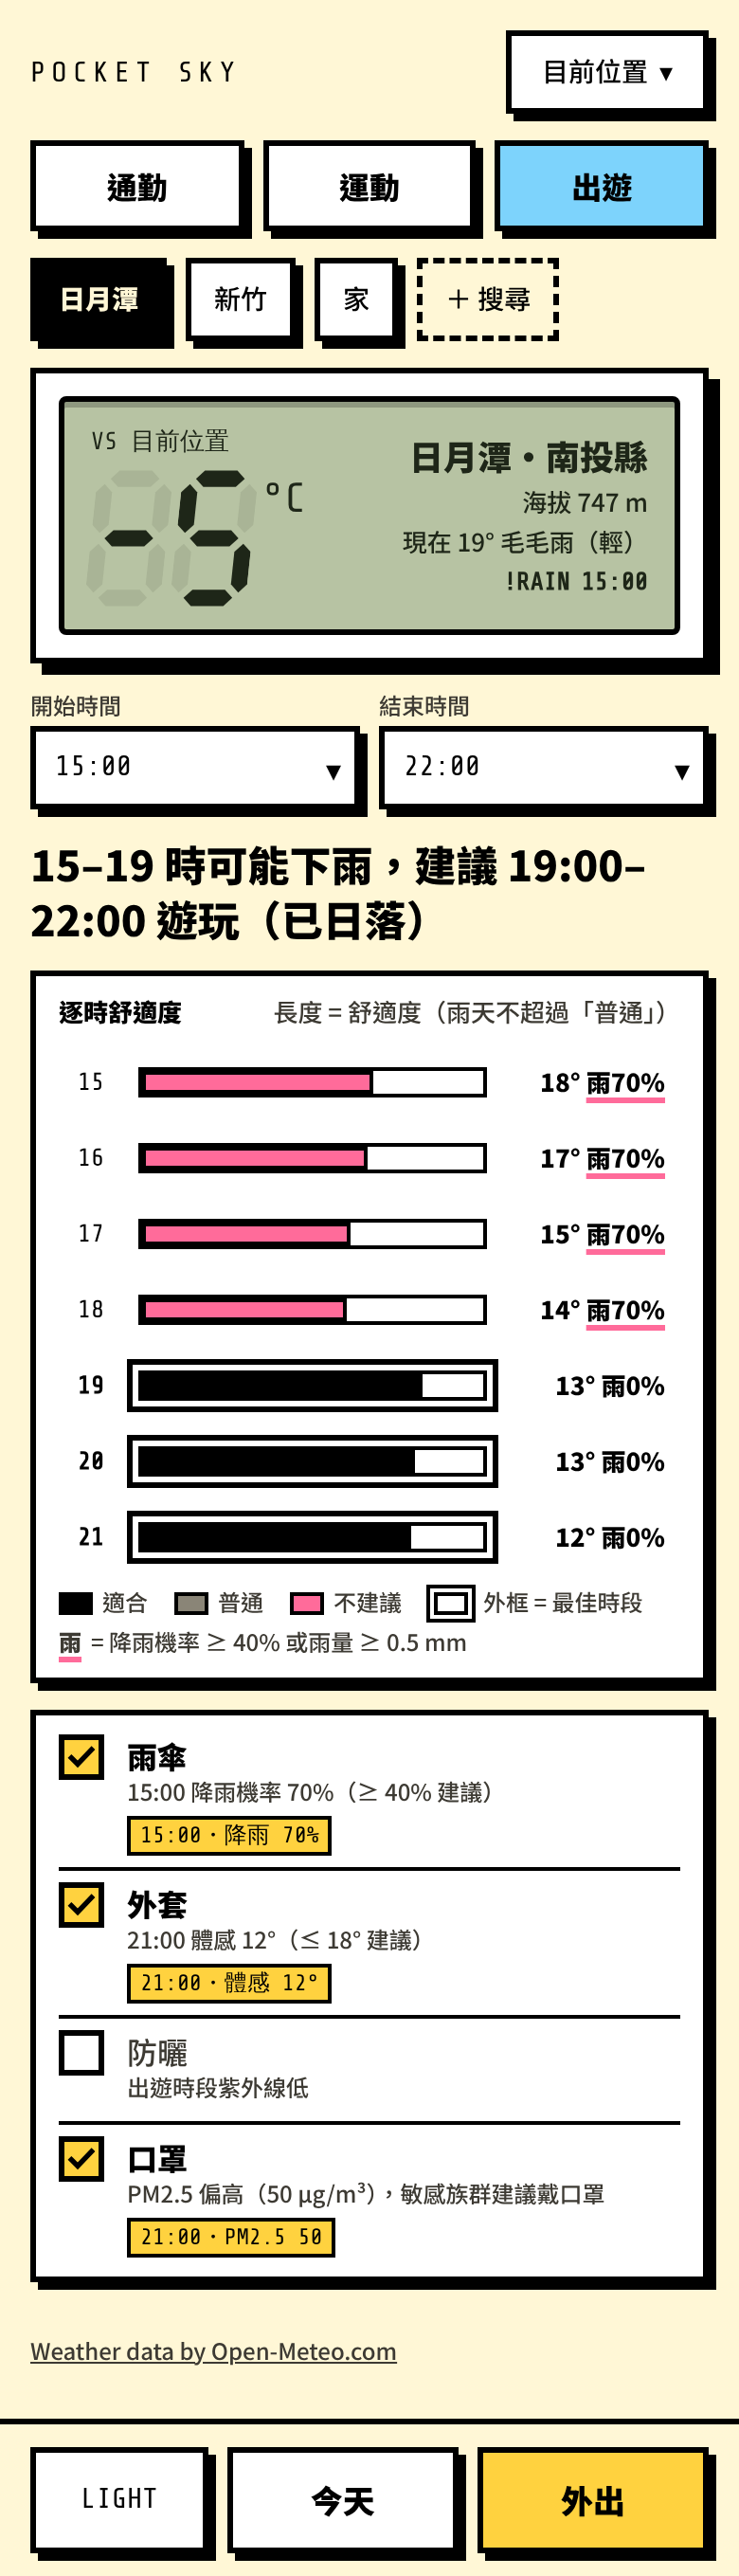 POCKET SKY
目前位置 ▼
通勤 運動 出遊
日月潭 新竹 家 ＋ 搜尋
VS 目前位置
-5 °C
日月潭・南投縣
海拔 747 m
現在 19° 毛毛雨（輕）
!RAIN 15:00
開始時間 結束時間
15:00 ▼ 22:00 ▼
15–19 時可能下雨，建議 19:00–
22:00 遊玩（已日落）
逐時舒適度 長度 = 舒適度（雨天不超過「普通」）
15 18° 雨70%
16 17° 雨70%
17 15° 雨70%
18 14° 雨70%
19 13° 雨0%
20 13° 雨0%
21 12° 雨0%
適合 普通 不建議 外框 = 最佳時段
雨 = 降雨機率 ≥ 40% 或雨量 ≥ 0.5 mm
雨傘
15:00 降雨機率 70%（≥ 40% 建議）
15:00・降雨 70%
外套
21:00 體感 12°（≤ 18° 建議）
21:00・體感 12°
防曬
出遊時段紫外線低
口罩
PM2.5 偏高（50 μg/m³），敏感族群建議戴口罩
21:00・PM2.5 50
Weather data by Open-Meteo.com
LIGHT 今天 外出